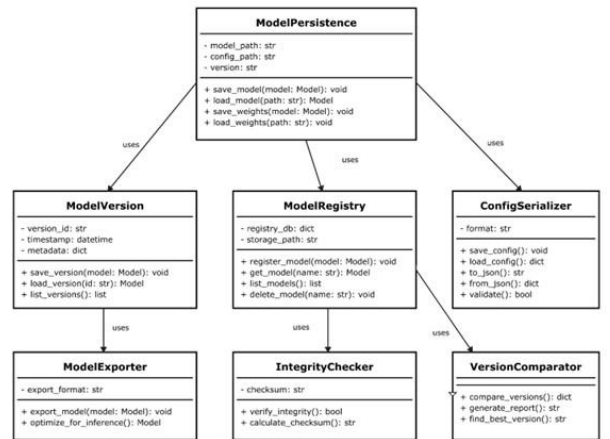 ModelPersistence
- model_path: str
- config_path: str
- version: str
+ save_model(model: Model): void
+ load_model(path: str): Model
+ save_weights(model: Model): void
+ load_weights(path: str): void
uses
uses
uses
ModelVersion
- version_id: str
- timestamp: datetime
- metadata: dict
+ save_version(model: Model): void
+ load_version(id: str): Model
+ list_versions(): list
ModelRegistry
- registry_db: dict
- storage_path: str
+ register_model(model: Model): void
+ get_model(name: str): Model
+ list_models(): list
+ delete_model(name: str): void
ConfigSerializer
- format: str
+ save_config(): void
+ load_config(): dict
+ to_json(): str
+ from_json(): dict
+ validate(): bool
uses
uses
uses
ModelExporter
- export_format: str
+ export_model(model: Model): void
+ optimize_for_inference(): Model
IntegrityChecker
- checksum: str
+ verify_integrity(): bool
+ calculate_checksum(): str
VersionComparator
+ compare_versions(): dict
+ generate_report(): str
+ find_best_version(): str